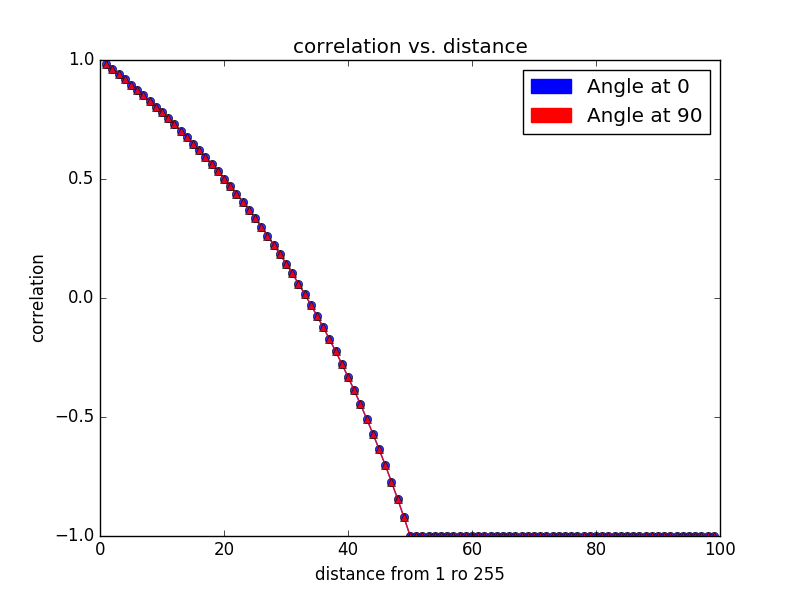 correlation vs. distance
1.0
0.5
0.0
−0.5
−1.0
correlation
Angle at 0
Angle at 90
0 20 40 60 80 100
distance from 1 ro 255